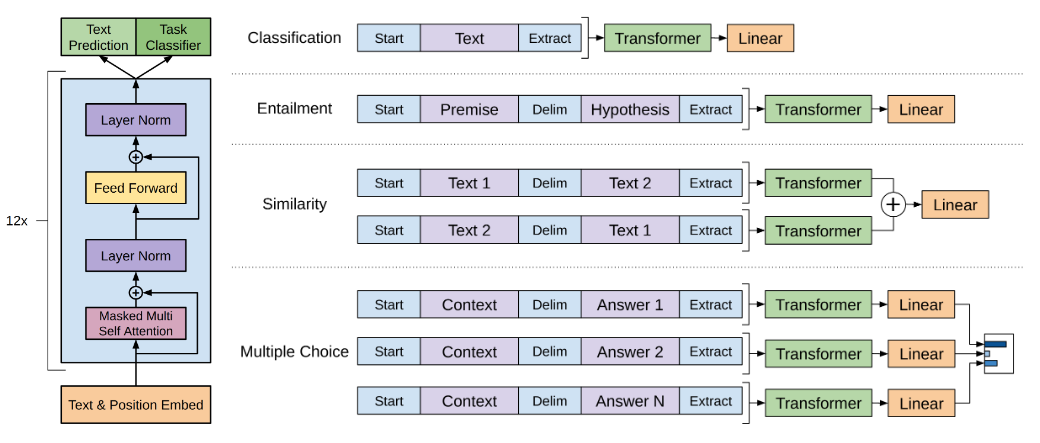 Text
Prediction
Task
Classifier
Layer Norm
Feed Forward
12x
Layer Norm
Masked Multi
Self Attention
Text & Position Embed
Classification
Start
Text
Extract
Transformer
Linear
Entailment
Start
Premise
Delim
Hypothesis
Extract
Transformer
Linear
Similarity
Start
Text 1
Delim
Text 2
Extract
Transformer
Start
Text 2
Delim
Text 1
Extract
Transformer
+
Linear
Multiple Choice
Start
Context
Delim
Answer 1
Extract
Transformer
Linear
Start
Context
Delim
Answer 2
Extract
Transformer
Linear
Start
Context
Delim
Answer N
Extract
Transformer
Linear